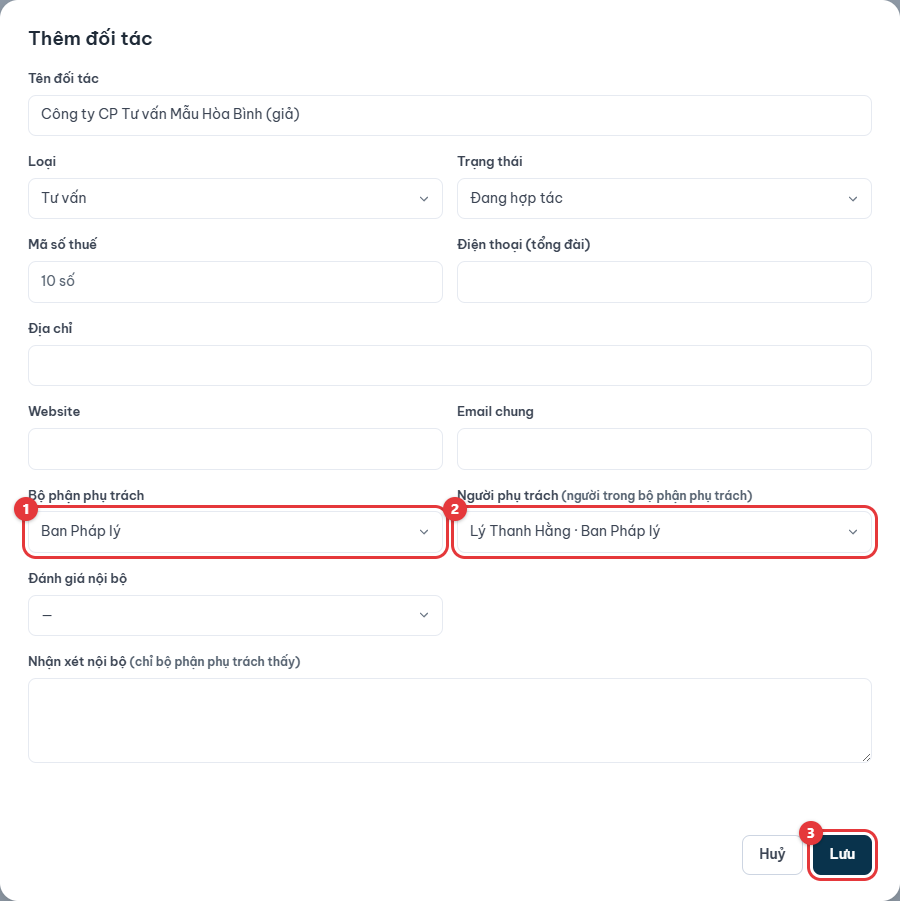 Thêm đối tác
Tên đối tác
Công ty CP Tư vấn Mẫu Hòa Bình (giả)
Loại
Trạng thái
Tư vấn
Đang hợp tác
Mã số thuế
Điện thoại (tổng đài)
10 số
Địa chỉ
Website
Email chung
Bộ phận phụ trách
Người phụ trách (người trong bộ phận phụ trách)
1
2
Ban Pháp lý
Lý Thanh Hằng · Ban Pháp lý
Đánh giá nội bộ
—
Nhận xét nội bộ (chỉ bộ phận phụ trách thấy)
3
Huỷ
Lưu